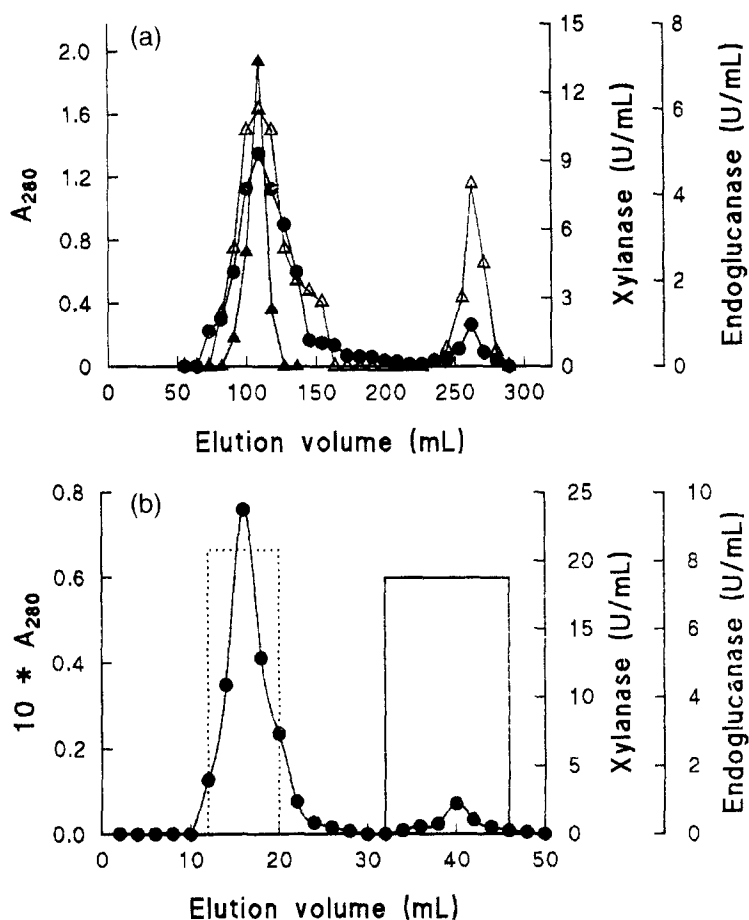 (a)
A280
2.0
1.6
1.2
0.8
0.4
0
0 50 100 150 200 250 300
Elution volume (mL)
15
12
9
6
3
0
Xylanase (U/mL)
8
6
4
2
0
Endoglucanase (U/mL)
(b)
10 * A280
0.8
0.6
0.4
0.2
0.0
0 10 20 30 40 50
Elution volume (mL)
25
20
15
10
5
0
Xylanase (U/mL)
10
8
6
4
2
0
Endoglucanase (U/mL)